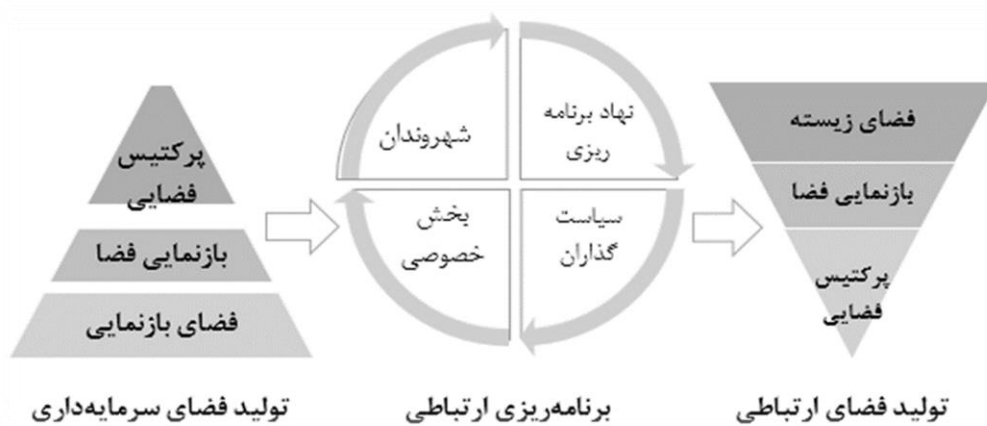 پرکتیس
فضایی
بازنمایی فضا
فضای بازنمایی
تولید فضای سرمایه‌داری
شهروندان
نهاد برنامه
ریزی
بخش
خصوصی
سیاست
گذاران
برنامه‌ریزی ارتباطی
فضای زیسته
بازنمایی فضا
پرکتیس
فضایی
تولید فضای ارتباطی